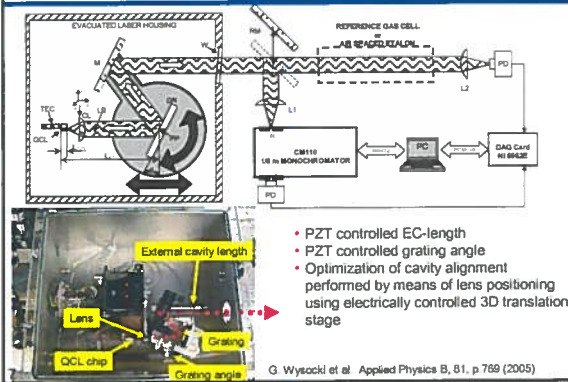 EVACUATED LASER HOUSING
W
RM
REFERENCE GAS CELL
or
AIR SPACED ETALON
PD
M
L1
L2
TEC
CL
LB
QCL
GR
CM110
1/8 m MONOCHROMATOR
PC
DAQ Card
NI 6062E
PD
External cavity length
Lens
QCL chip
Grating
Grating angle
• PZT controlled EC-length
• PZT controlled grating angle
• Optimization of cavity alignment
performed by means of lens positioning
using electrically controlled 3D translation
stage
G. Wysocki et al. Applied Physics B, 81, p.769 (2005)